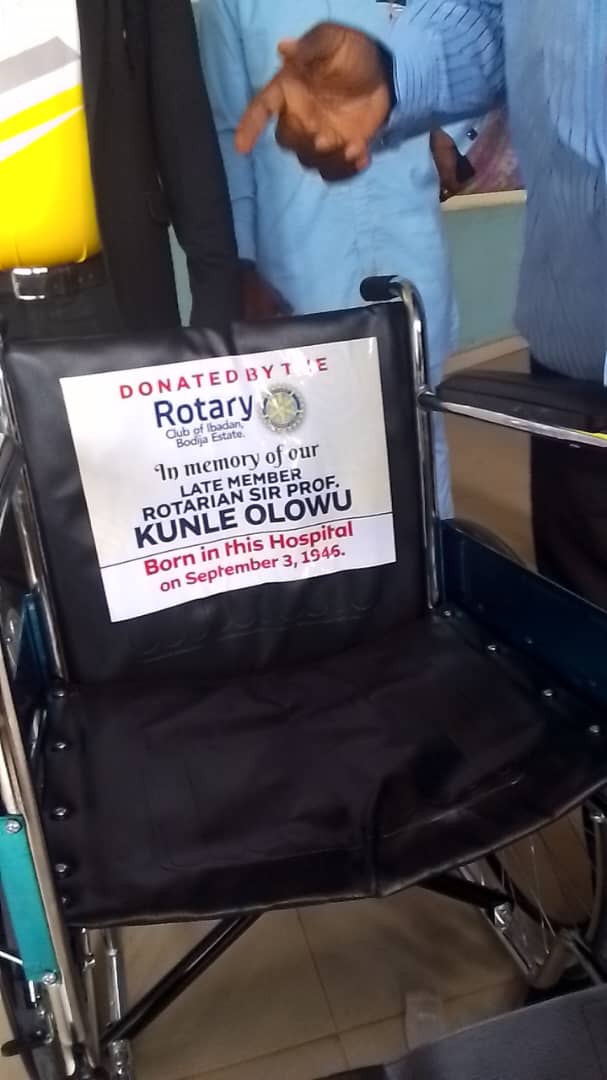 DONATED BY THE
Rotary
Club of Ibadan,
Bodija Estate.
In memory of our
LATE MEMBER
ROTARIAN SIR PROF.
KUNLE OLOWU
Born in this Hospital
on September 3, 1946.